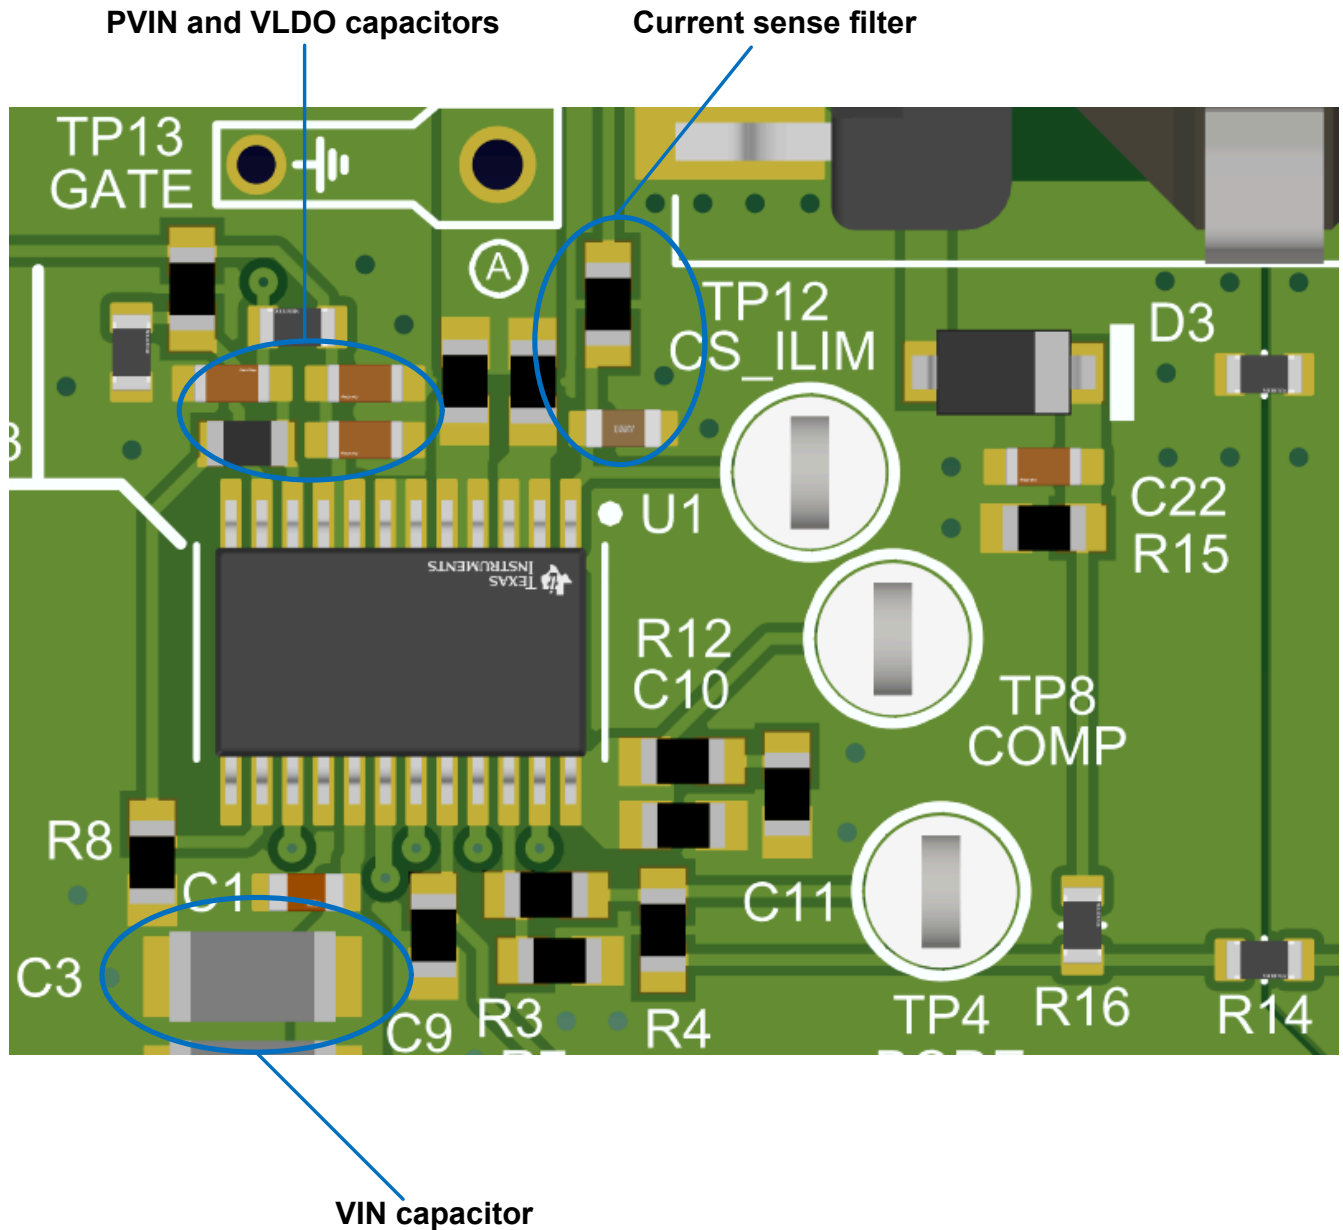 PVIN and VLDO capacitors
Current sense filter
TP13
GATE
A
TP12
CS_ILIM
D3
U1
C22
R15
TEXAS
INSTRUMENTS
R12
C10
TP8
COMP
R8
C1
C11
C3
C9
R3
R4
TP4
R16
R14
VIN capacitor